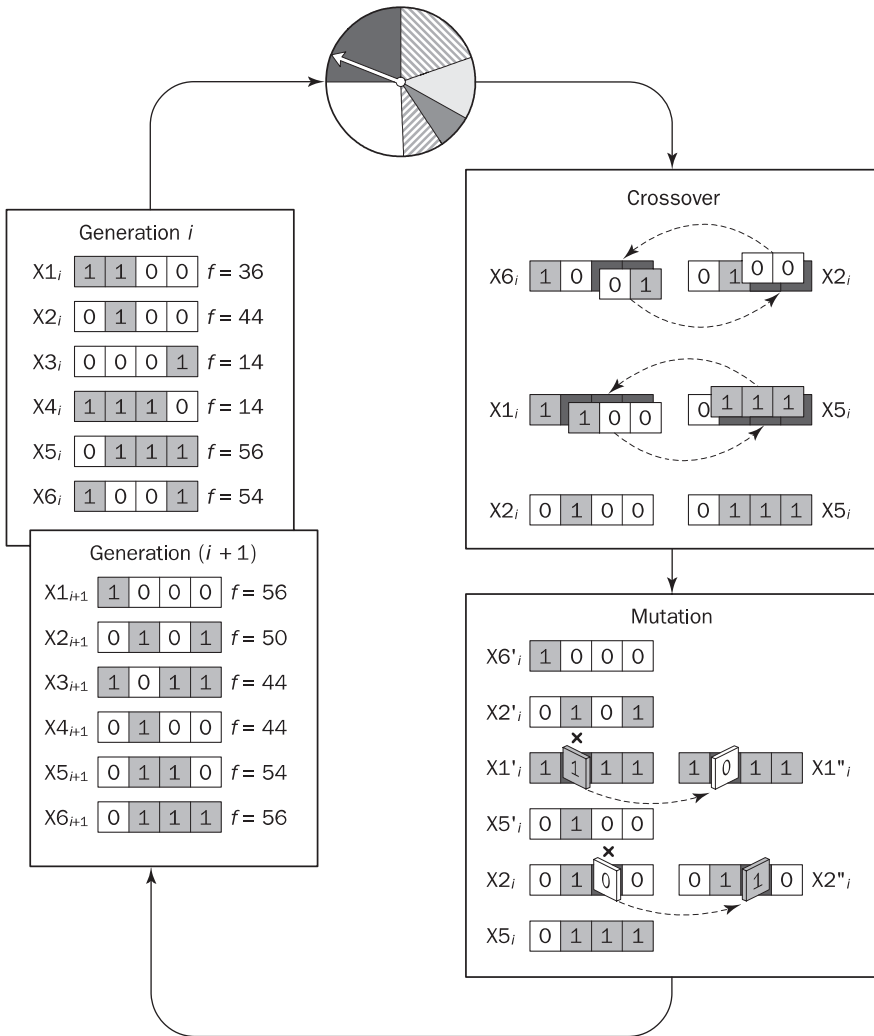 Generation i
X1i 1 1 0 0 f = 36
X2i 0 1 0 0 f = 44
X3i 0 0 0 1 f = 14
X4i 1 1 1 0 f = 14
X5i 0 1 1 1 f = 56
X6i 1 0 0 1 f = 54
Generation (i + 1)
X1i+1 1 0 0 0 f = 56
X2i+1 0 1 0 1 f = 50
X3i+1 1 0 1 1 f = 44
X4i+1 0 1 0 0 f = 44
X5i+1 0 1 1 0 f = 54
X6i+1 0 1 1 1 f = 56
Crossover
X6i 1 0 0 1 0 1 0 0 X2i
X1i 1 1 0 0 0 1 1 1 X5i
X2i 0 1 0 0 0 1 1 1 X5i
Mutation
X6'i 1 0 0 0
X2'i 0 1 0 1
×
X1'i 1 1 1 1 1 0 1 1 X1"i
X5'i 0 1 0 0
×
X2i 0 1 0 0 0 1 1 0 X2"i
X5i 0 1 1 1